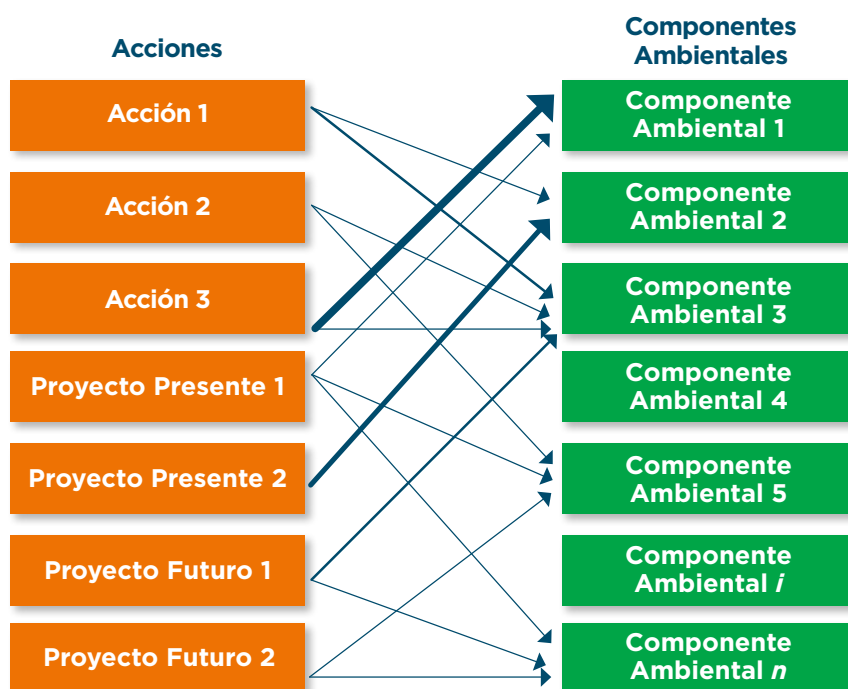 Acciones
Acción 1
Acción 2
Acción 3
Proyecto Presente 1
Proyecto Presente 2
Proyecto Futuro 1
Proyecto Futuro 2
Componentes
Ambientales
Componente
Ambiental 1
Componente
Ambiental 2
Componente
Ambiental 3
Componente
Ambiental 4
Componente
Ambiental 5
Componente
Ambiental i
Componente
Ambiental n